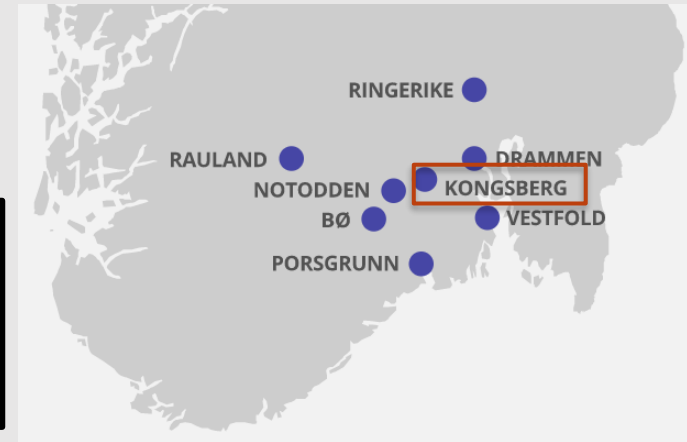 RINGERIKE
RAULAND
DRAMMEN
NOTODDEN
KONGSBERG
BØ
VESTFOLD
PORSGRUNN